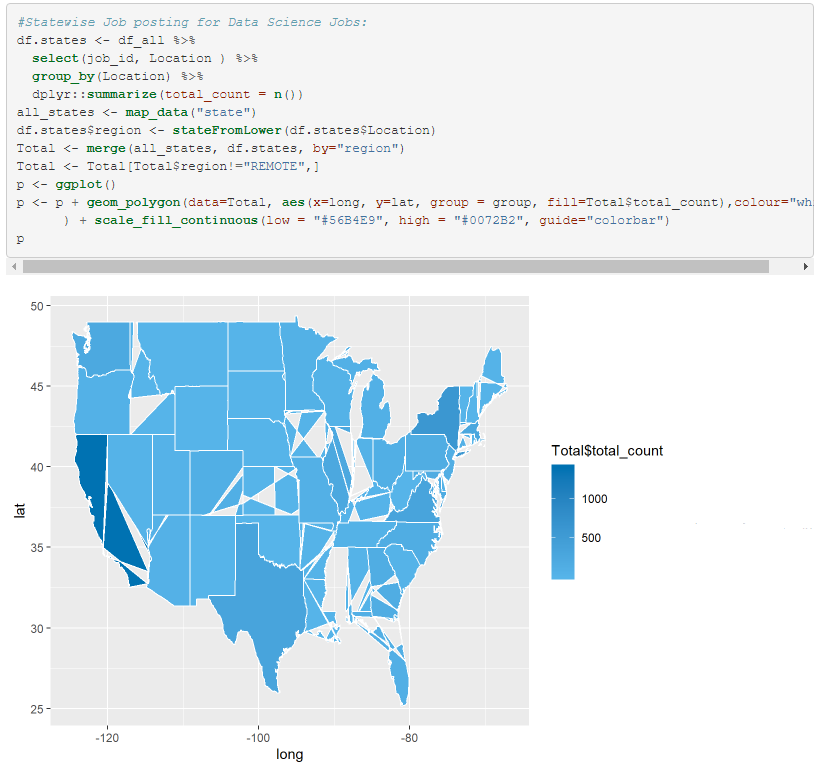 #Statewise Job posting for Data Science Jobs:
df.states <- df_all %>%
select(job_id, Location ) %>%
group_by(Location) %>%
dplyr::summarize(total_count = n())
all_states <- map_data("state")
df.states$region <- stateFromLower(df.states$Location)
Total <- merge(all_states, df.states, by="region")
Total <- Total[Total$region!="REMOTE",]
p <- ggplot()
p <- p + geom_polygon(data=Total, aes(x=long, y=lat, group = group, fill=Total$total_count),colour="wh
) + scale_fill_continuous(low = "#56B4E9", high = "#0072B2", guide="colorbar")
p
50
45
40
35
30
25
lat
-120
-100
-80
long
Total$total_count
1000
500